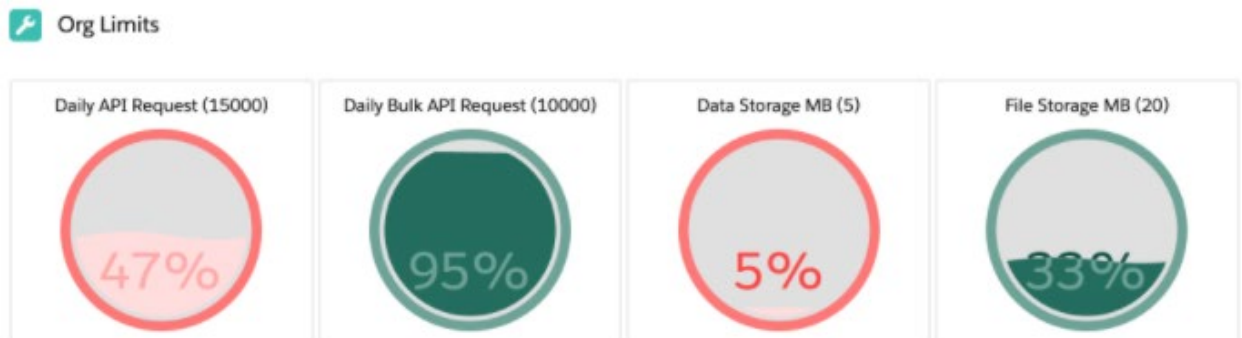 Org Limits
Daily API Request (15000)
Daily Bulk API Request (10000)
Data Storage MB (5)
File Storage MB (20)
47%
95%
5%
33%